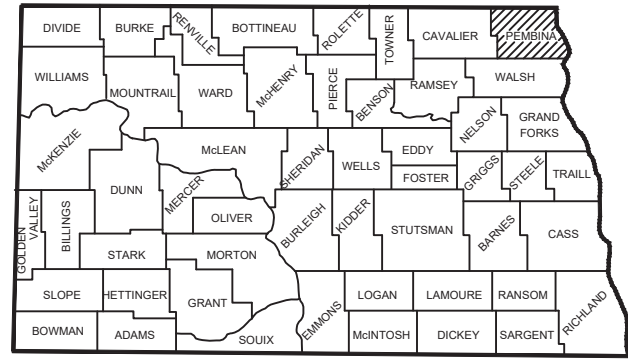 DIVIDE
BURKE
RENVILLE
BOTTINEAU
ROLETTE
TOWNER
CAVALIER
PEMBINA
WILLIAMS
MOUNTRAIL
WARD
McHENRY
PIERCE
BENSON
RAMSEY
WALSH
McKENZIE
McLEAN
SHERIDAN
WELLS
EDDY
FOSTER
NELSON
GRAND
FORKS
DUNN
MERCER
OLIVER
BURLEIGH
KIDDER
STUTSMAN
GRIGGS
STEELE
TRAILL
GOLDEN
VALLEY
BILLINGS
STARK
MORTON
BARNES
CASS
SLOPE
HETTINGER
GRANT
EMMONS
LOGAN
LAMOURE
RANSOM
RICHLAND
BOWMAN
ADAMS
SOUIX
McINTOSH
DICKEY
SARGENT